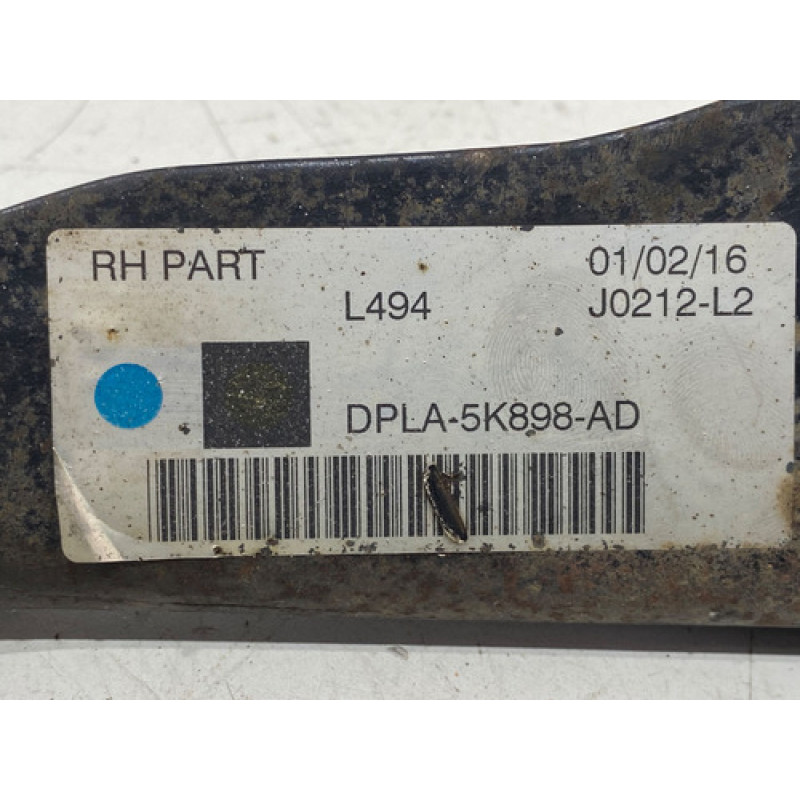 RH PART 01/02/16
L494 J0212-L2
DPLA-5K898-AD